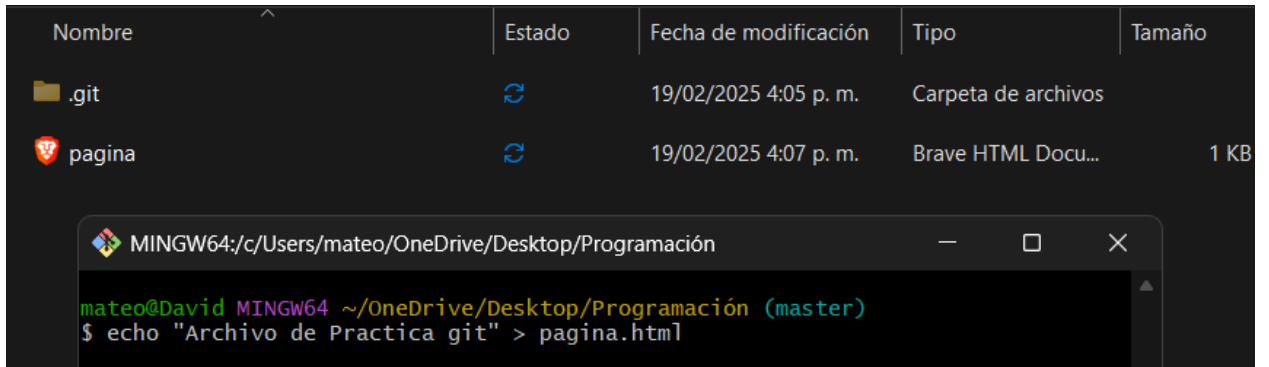 Nombre Estado Fecha de modificación Tipo Tamaño
.git 19/02/2025 4:05 p. m. Carpeta de archivos
pagina 19/02/2025 4:07 p. m. Brave HTML Docu... 1 KB
MINGW64:/c/Users/mateo/OneDrive/Desktop/Programación
mateo@David MINGW64 ~/OneDrive/Desktop/Programación (master)
$ echo "Archivo de Practica git" > pagina.html